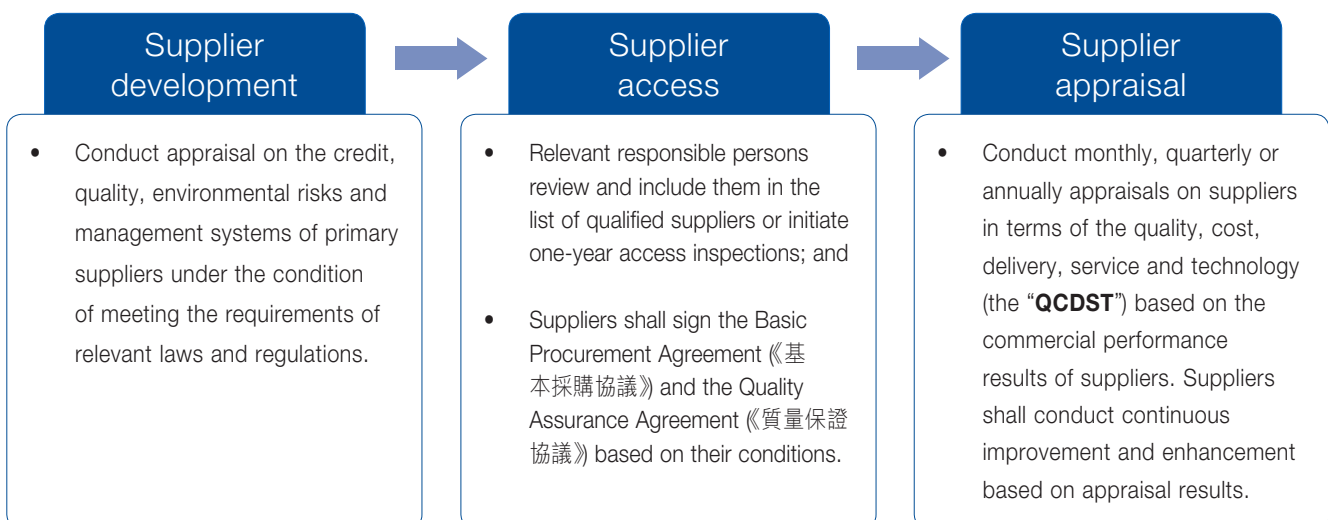 Supplier
development
• Conduct appraisal on the credit,
quality, environmental risks and
management systems of primary
suppliers under the condition
of meeting the requirements of
relevant laws and regulations.
Supplier
access
• Relevant responsible persons
review and include them in the
list of qualified suppliers or initiate
one-year access inspections; and
• Suppliers shall sign the Basic
Procurement Agreement (《基
本採購協議》) and the Quality
Assurance Agreement (《質量保證
協議》) based on their conditions.
Supplier
appraisal
• Conduct monthly, quarterly or
annually appraisals on suppliers
in terms of the quality, cost,
delivery, service and technology
(the “QCDST”) based on the
commercial performance
results of suppliers. Suppliers
shall conduct continuous
improvement and enhancement
based on appraisal results.